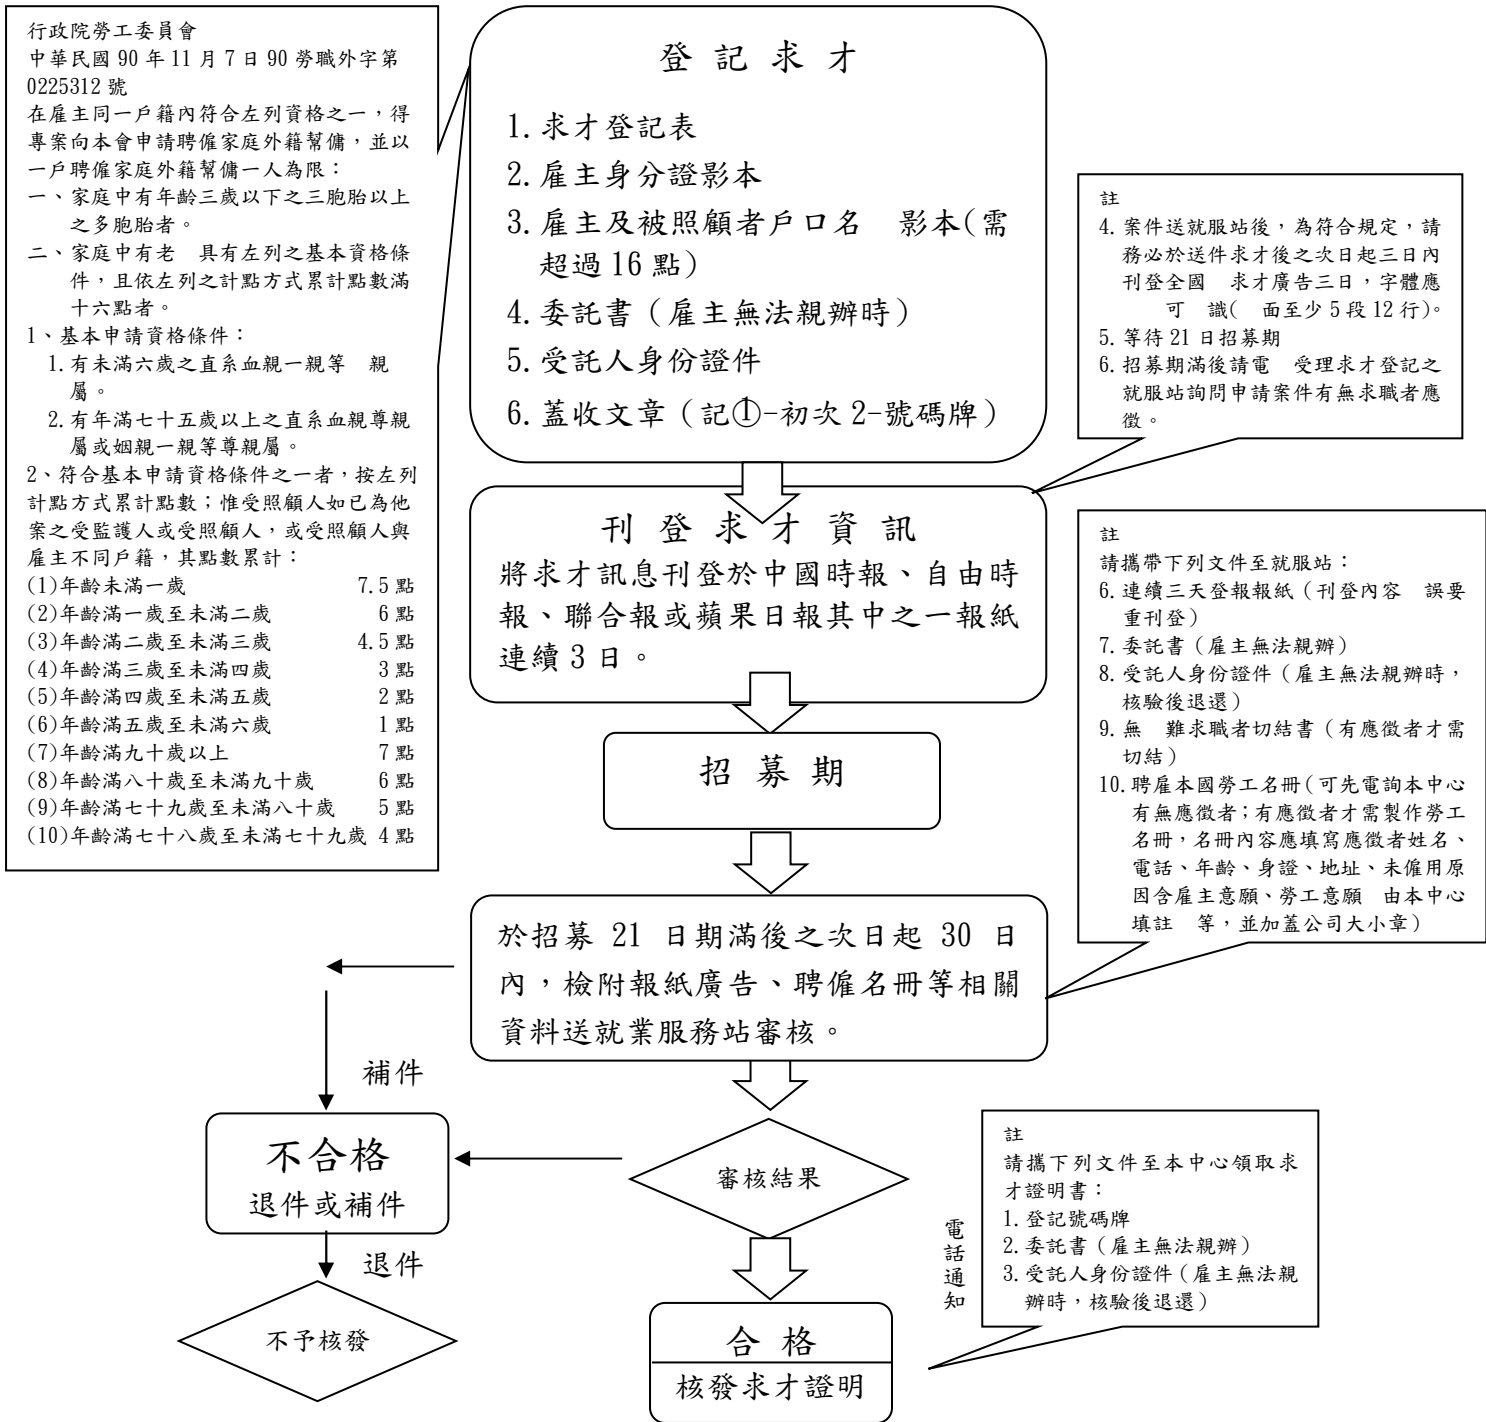 行政院勞工委員會
中華民國 90 年 11 月 7 日 90 勞職外字第
0225312 號
在雇主同一戶籍內符合左列資格之一，得
專案向本會申請聘僱家庭外籍幫傭，並以
一戶聘僱家庭外籍幫傭一人為限：
一、家庭中有年齡三歲以下之三胞胎以上
之多胞胎者。
二、家庭中有老 具有左列之基本資格條
件，且依左列之計點方式累計點數滿
十六點者。
1、基本申請資格條件：
1.有未滿六歲之直系血親一親等 親
屬。
2.有年滿七十五歲以上之直系血親尊親
屬或姻親一親等尊親屬。
2、符合基本申請資格條件之一者，按左列
計點方式累計點數；惟受照顧人如已為他
案之受監護人或受照顧人，或受照顧人與
雇主不同戶籍，其點數累計：
(1)年齡未滿一歲 7.5 點
(2)年齡滿一歲至未滿二歲 6 點
(3)年齡滿二歲至未滿三歲 4.5 點
(4)年齡滿三歲至未滿四歲 3 點
(5)年齡滿四歲至未滿五歲 2 點
(6)年齡滿五歲至未滿六歲 1 點
(7)年齡滿九十歲以上 7 點
(8)年齡滿八十歲至未滿九十歲 6 點
(9)年齡滿七十九歲至未滿八十歲 5 點
(10)年齡滿七十八歲至未滿七十九歲 4 點
登 記 求 才
1.求才登記表
2.雇主身分證影本
3.雇主及被照顧者戶口名 影本(需
超過 16 點)
4.委託書（雇主無法親辦時）
5.受託人身份證件
6.蓋收文章（記①-初次 2-號碼牌）
註
4.案件送就服站後，為符合規定，請
務必於送件求才後之次日起三日內
刊登全國 求才廣告三日，字體應
可 識( 面至少 5 段 12 行)。
5.等待 21 日招募期
6.招募期滿後請電 受理求才登記之
就服站詢問申請案件有無求職者應
徵。
刊 登 求 才 資 訊
將求才訊息刊登於中國時報、自由時
報、聯合報或蘋果日報其中之一報紙
連續 3 日。
註
請攜帶下列文件至就服站：
6.連續三天登報報紙（刊登內容 誤要
重刊登）
7.委託書（雇主無法親辦）
8.受託人身份證件（雇主無法親辦時，
核驗後退還）
9.無 難求職者切結書（有應徵者才需
切結）
10.聘雇本國勞工名冊(可先電詢本中心
有無應徵者;有應徵者才需製作勞工
名冊，名冊內容應填寫應徵者姓名、
電話、年齡、身證、地址、未僱用原
因含雇主意願、勞工意願 由本中心
填註 等，並加蓋公司大小章）
招 募 期
於招募 21 日期滿後之次日起 30 日
內，檢附報紙廣告、聘僱名冊等相關
資料送就業服務站審核。
補件
不合格
退件或補件
審核結果
退件
不予核發
電話通知
註
請攜下列文件至本中心領取求
才證明書：
1.登記號碼牌
2.委託書（雇主無法親辦）
3.受託人身份證件（雇主無法親
辦時，核驗後退還）
合 格
核發求才證明